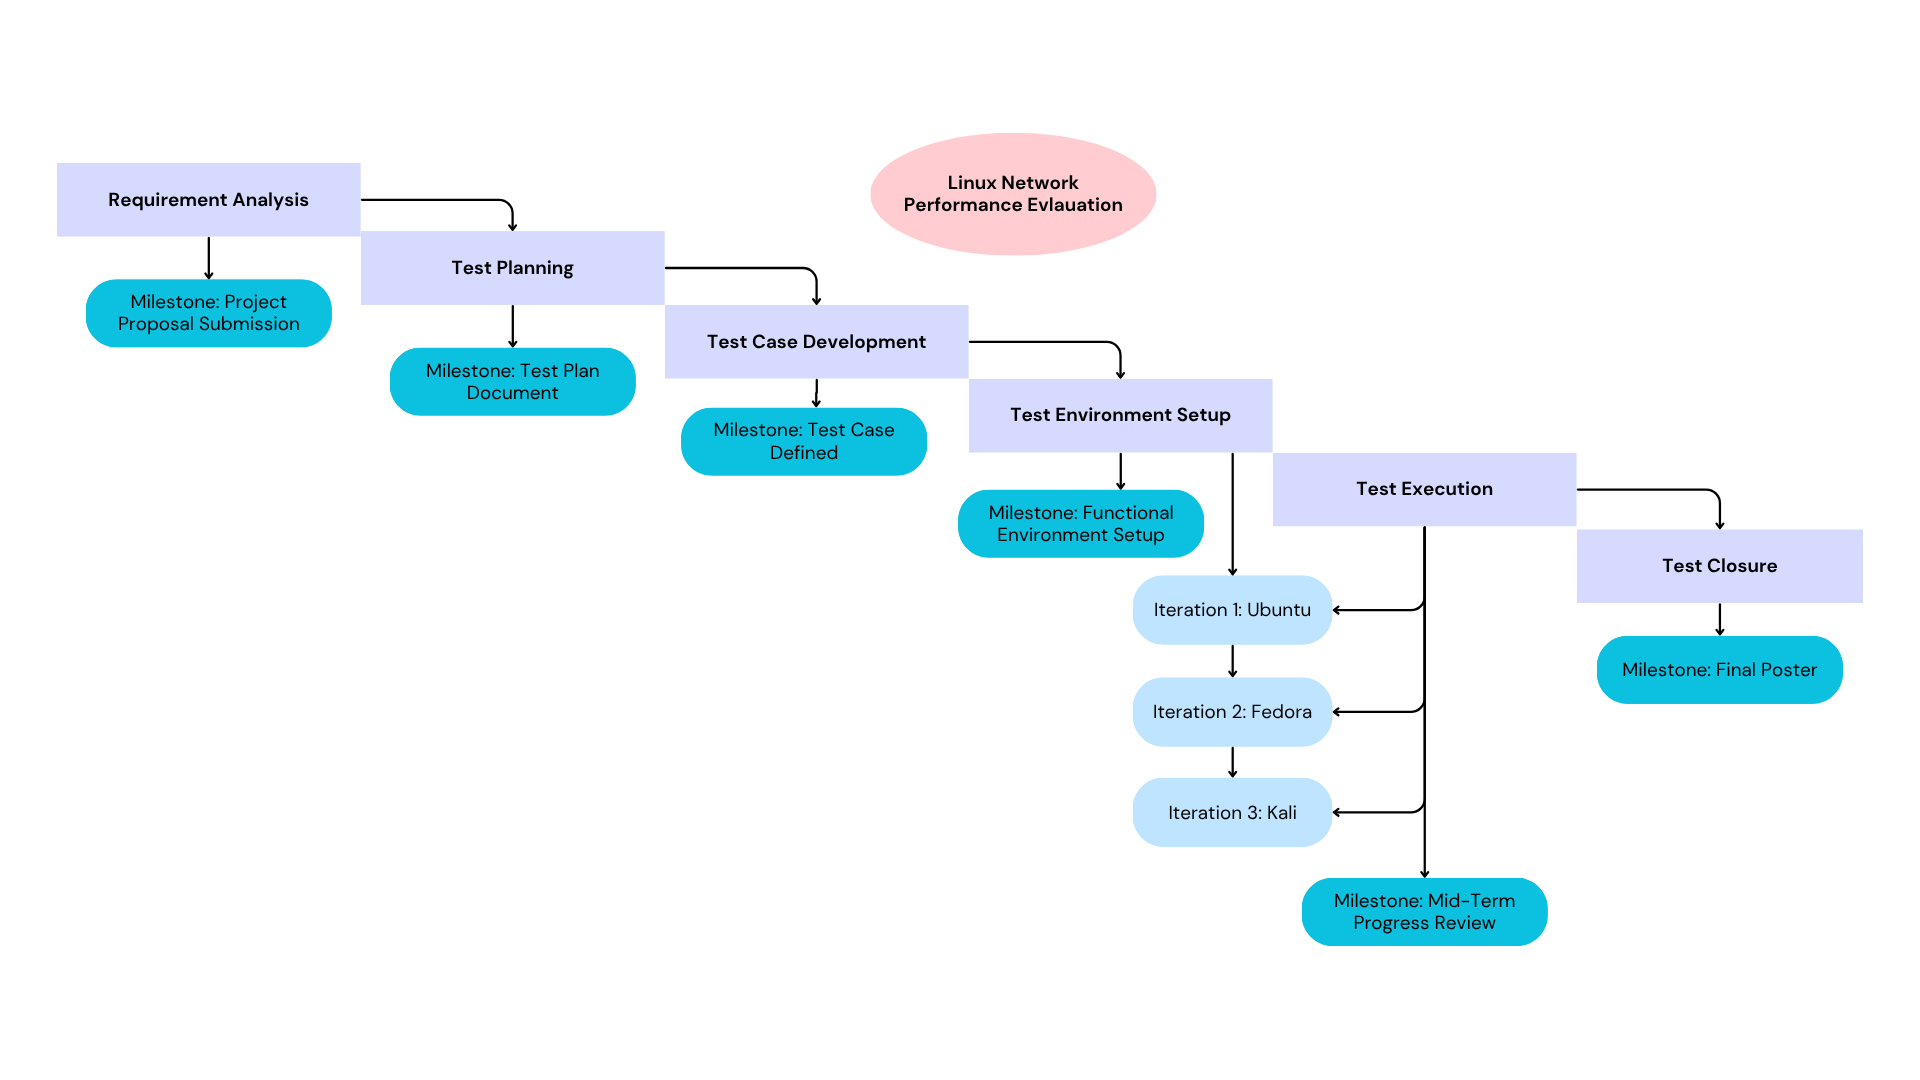 Linux Network
Performance Evlauation
Requirement Analysis
Milestone: Project
Proposal Submission
Test Planning
Milestone: Test Plan
Document
Test Case Development
Milestone: Test Case
Defined
Test Environment Setup
Milestone: Functional
Environment Setup
Test Execution
Iteration 1: Ubuntu
Iteration 2: Fedora
Iteration 3: Kali
Milestone: Mid-Term
Progress Review
Test Closure
Milestone: Final Poster